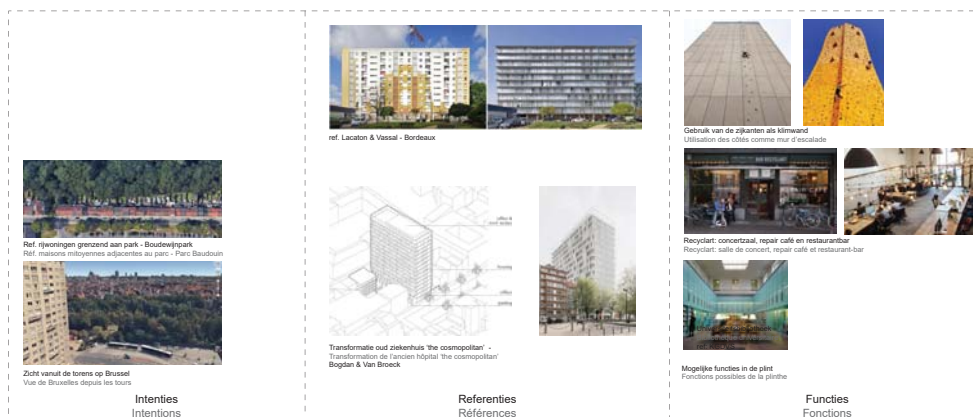 ref. Lacaton & Vassal - Bordeaux
Gebruik van de zijkanten als klimwand
Utilisation des côtés comme mur d'escalade
Ref. rijwoningen grenzend aan park - Boudewijnpark
Réf. maisons mitoyennes adjacentes au parc - Parc Baudouin
Recyclart: concertzaal, repair café en restaurantbar
Recyclart: salle de concert, repair café et restaurant-bar
Transformatie oud ziekenhuis 'the cosmopolitan' -
Transformation de l'ancien hôpital 'the cosmopolitan'
Bogdan & Van Broeck
Zicht vanuit de torens op Brussel
Vue de Bruxelles depuis les tours
Mogelijke functies in de plint
Fonctions possibles de la plinthe
Intenties
Intentions
Referenties
Références
Functies
Fonctions